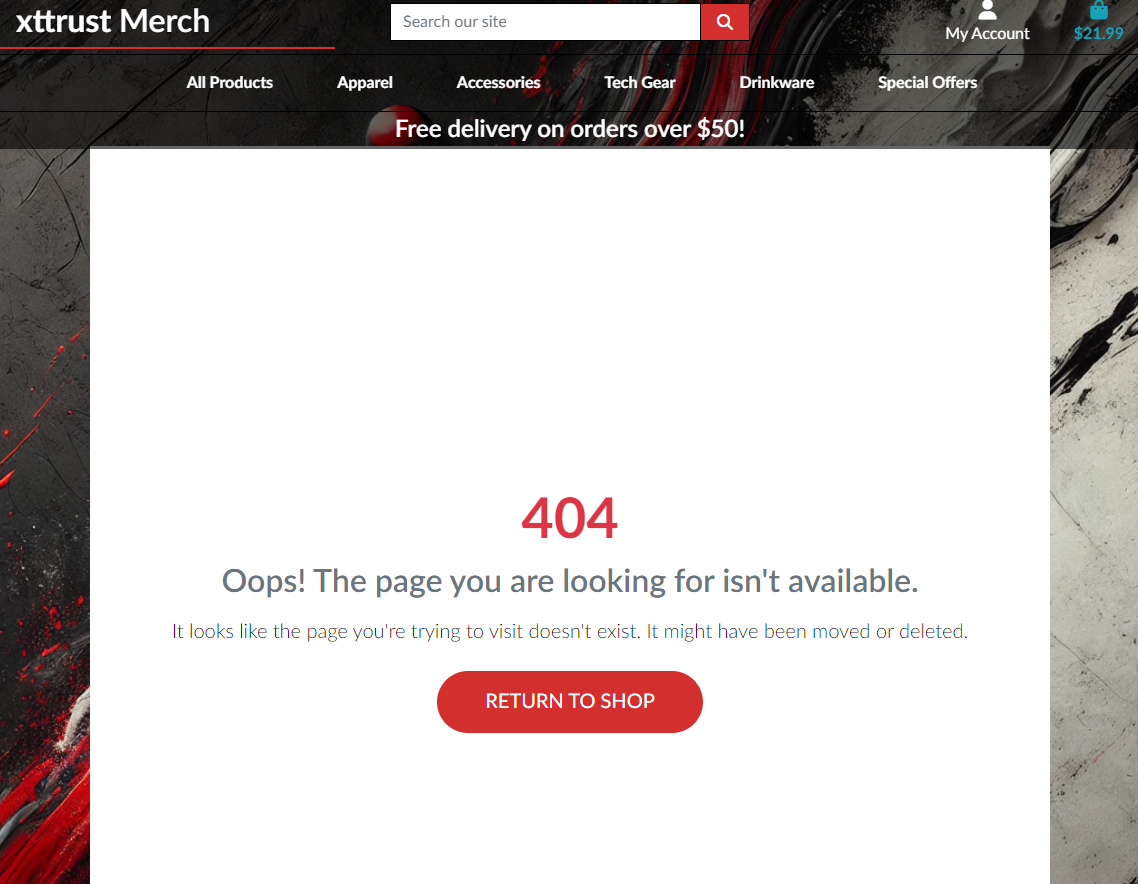 xttrust Merch
Search our site
My Account
$21.99
All Products
Apparel
Accessories
Tech Gear
Drinkware
Special Offers
Free delivery on orders over $50!
404
Oops! The page you are looking for isn't available.
It looks like the page you're trying to visit doesn't exist. It might have been moved or deleted.
RETURN TO SHOP